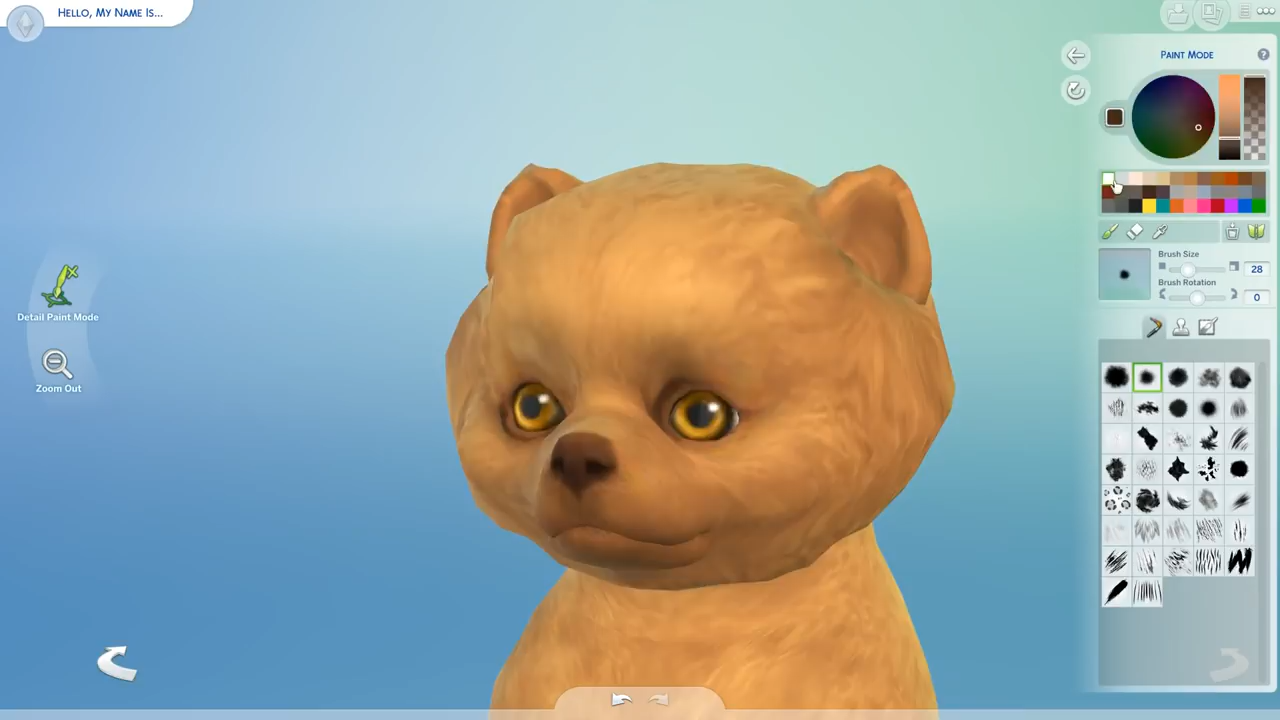 Hello, My Name Is...
Paint Mode
?
Brush Size
28
Brush Rotation
0
Detail Paint Mode
Zoom Out